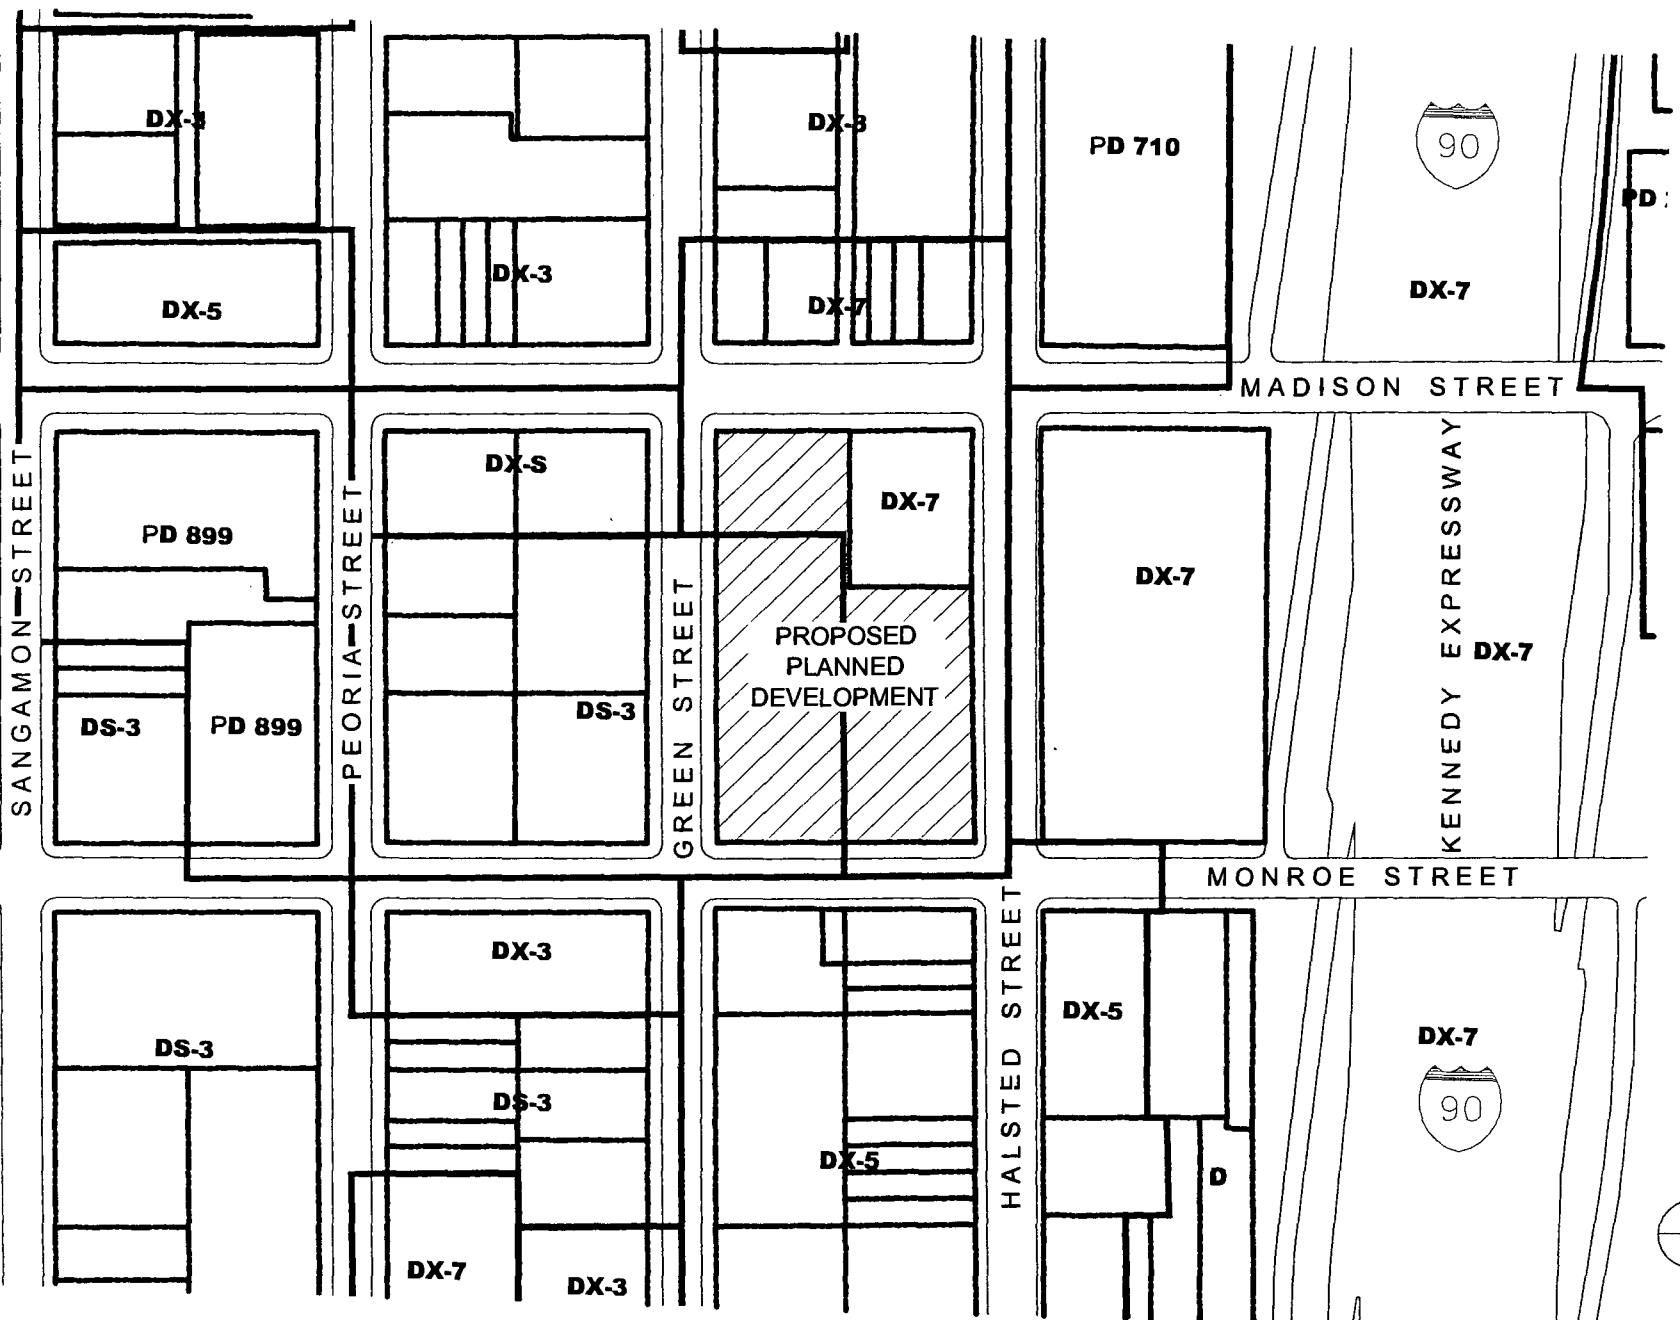 DX-3
DX-3
PD 710
90
PD
DX-3
DX-7
DX-7
DX-5
MADISON STREET
DX-S
DX-7
PD 899
DX-7
SANGAMON STREET
PEORIA STREET
GREEN STREET
PROPOSED
PLANNED
DEVELOPMENT
KENNEDY EXPRESSWAY
DX-7
DS-3
PD 899
DS-3
MONROE STREET
HALSTED STREET
DX-3
DX-5
DX-7
DS-3
90
DS-3
DX-5
D
DX-7
DX-3